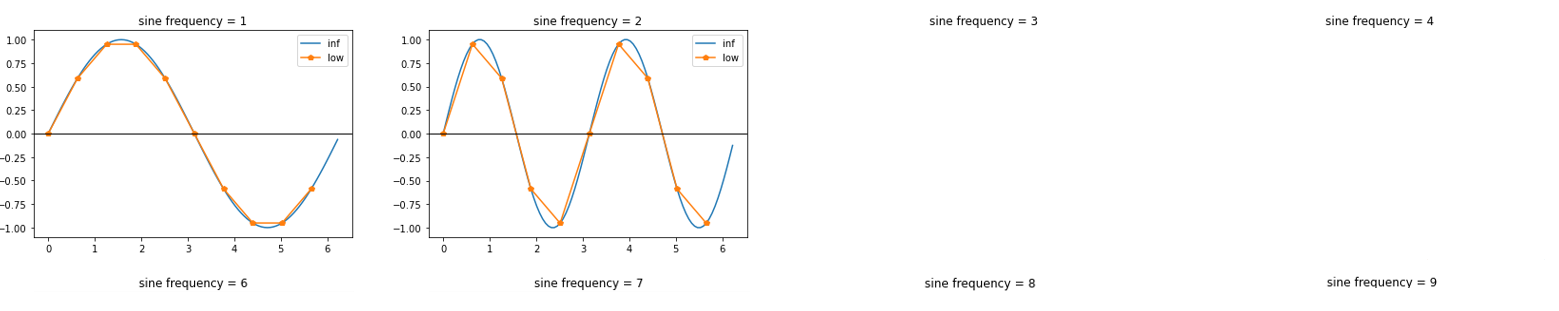 sine frequency = 1
sine frequency = 2
sine frequency = 3
sine frequency = 4
1.00
0.75
0.50
0.25
0.00
−0.25
−0.50
−0.75
−1.00
0 1 2 3 4 5 6
inf
low
1.00
0.75
0.50
0.25
0.00
−0.25
−0.50
−0.75
−1.00
0 1 2 3 4 5 6
inf
low
sine frequency = 6
sine frequency = 7
sine frequency = 8
sine frequency = 9